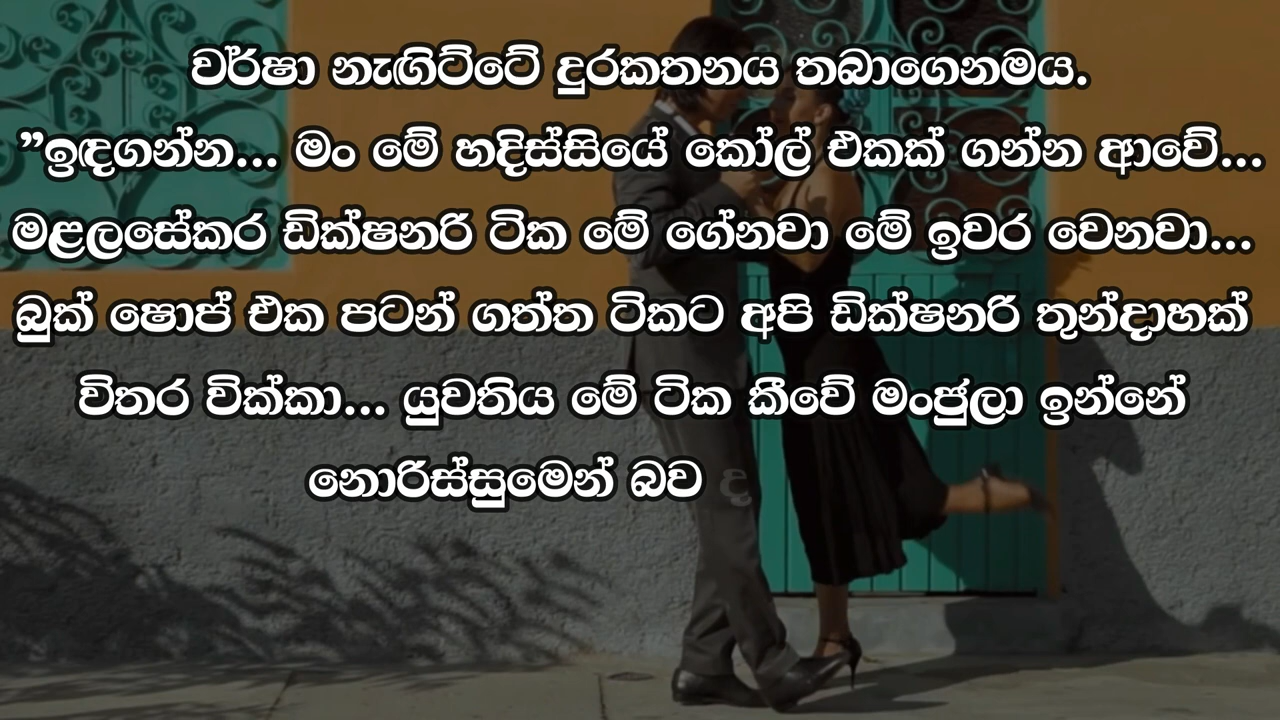 වර්ෂා නැඟිට්ටේ දුරකතනය තබාගෙනමය.
”ඉඳගන්න... මං මේ හදිස්සියේ කෝල් එකක් ගන්න ආවේ...
මළලසේකර ඩික්ෂනරි ටික මේ ගේනවා මේ ඉවර වෙනවා...
බුක් ෂොප් එක පටන් ගත්ත ටිකට අපි ඩික්ෂනරි තුන්දාහක්
විතර වික්කා... යුවතිය මේ ටික කීවේ මංජුලා ඉන්නේ
නොරිස්සුමෙන් බව ද